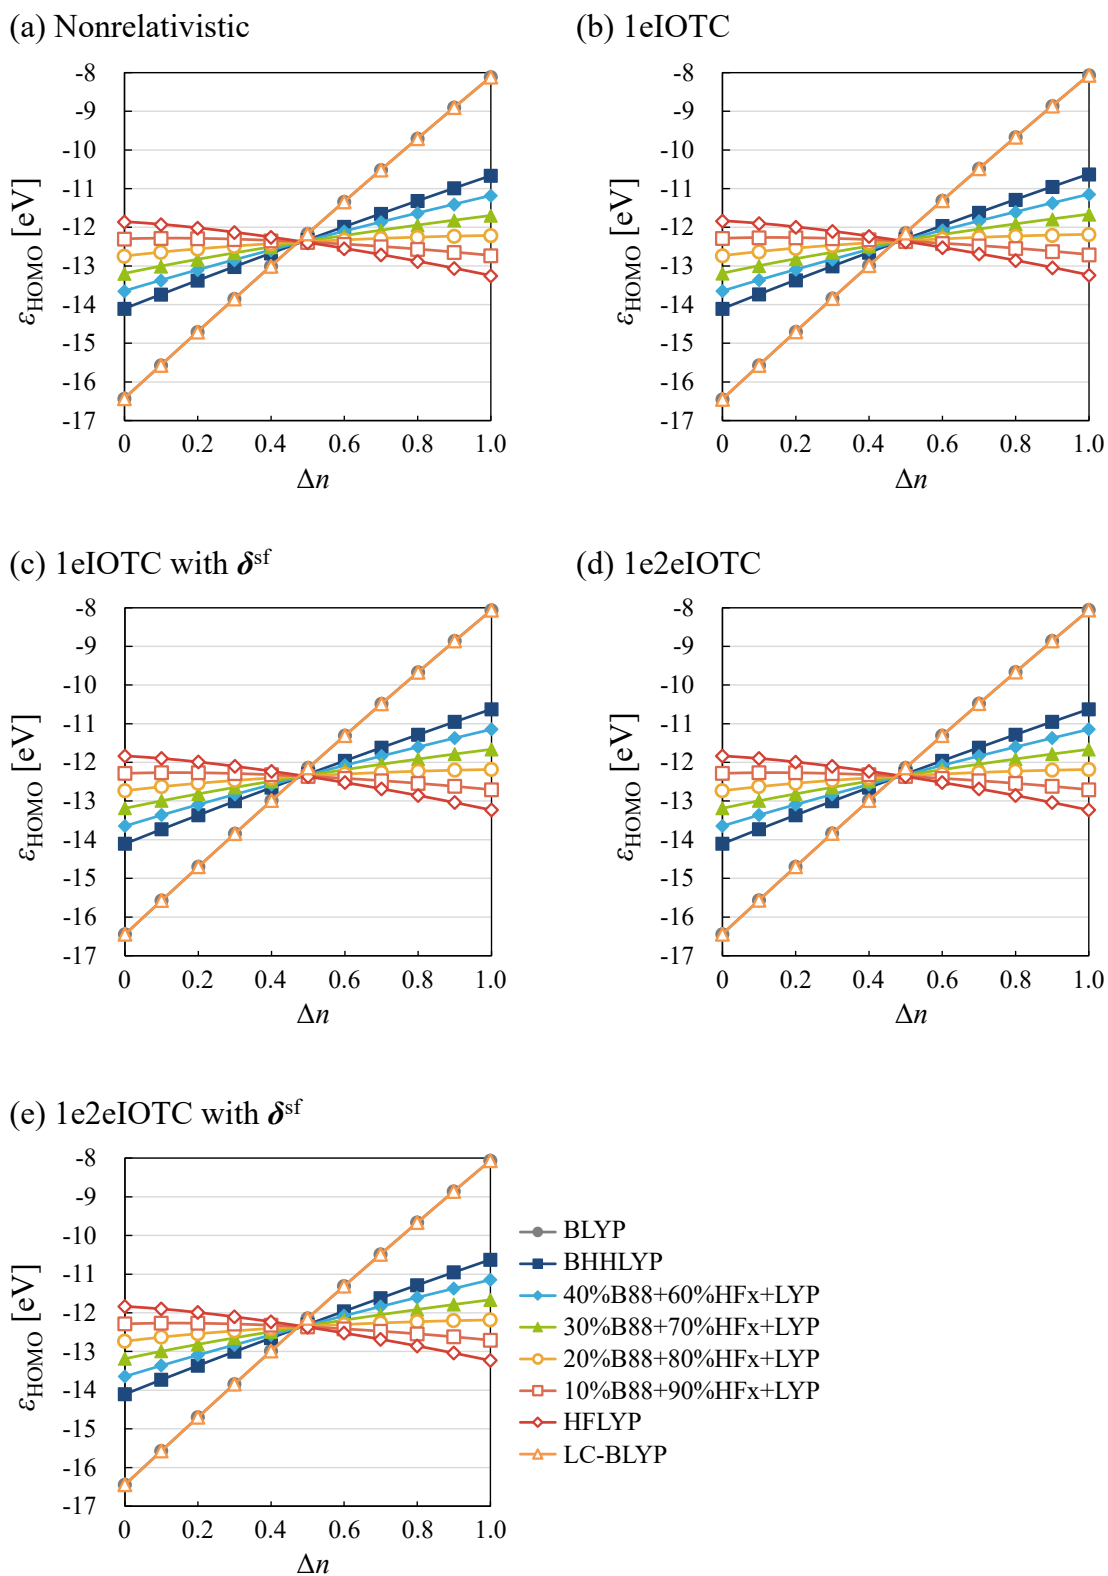 (a) Nonrelativistic
-8
-9
-10
-11
-12
-13
-14
-15
-16
-17
εHOMO [eV]
0 0.2 0.4 0.6 0.8 1.0
Δn
(b) 1eIOTC
-8
-9
-10
-11
-12
-13
-14
-15
-16
-17
εHOMO [eV]
0 0.2 0.4 0.6 0.8 1.0
Δn
(c) 1eIOTC with δsf
-8
-9
-10
-11
-12
-13
-14
-15
-16
-17
εHOMO [eV]
0 0.2 0.4 0.6 0.8 1.0
Δn
(d) 1e2eIOTC
-8
-9
-10
-11
-12
-13
-14
-15
-16
-17
εHOMO [eV]
0 0.2 0.4 0.6 0.8 1.0
Δn
(e) 1e2eIOTC with δsf
-8
-9
-10
-11
-12
-13
-14
-15
-16
-17
εHOMO [eV]
0 0.2 0.4 0.6 0.8 1.0
Δn
BLYP
BHHLYP
40%B88+60%HFx+LYP
30%B88+70%HFx+LYP
20%B88+80%HFx+LYP
10%B88+90%HFx+LYP
HFLYP
LC-BLYP